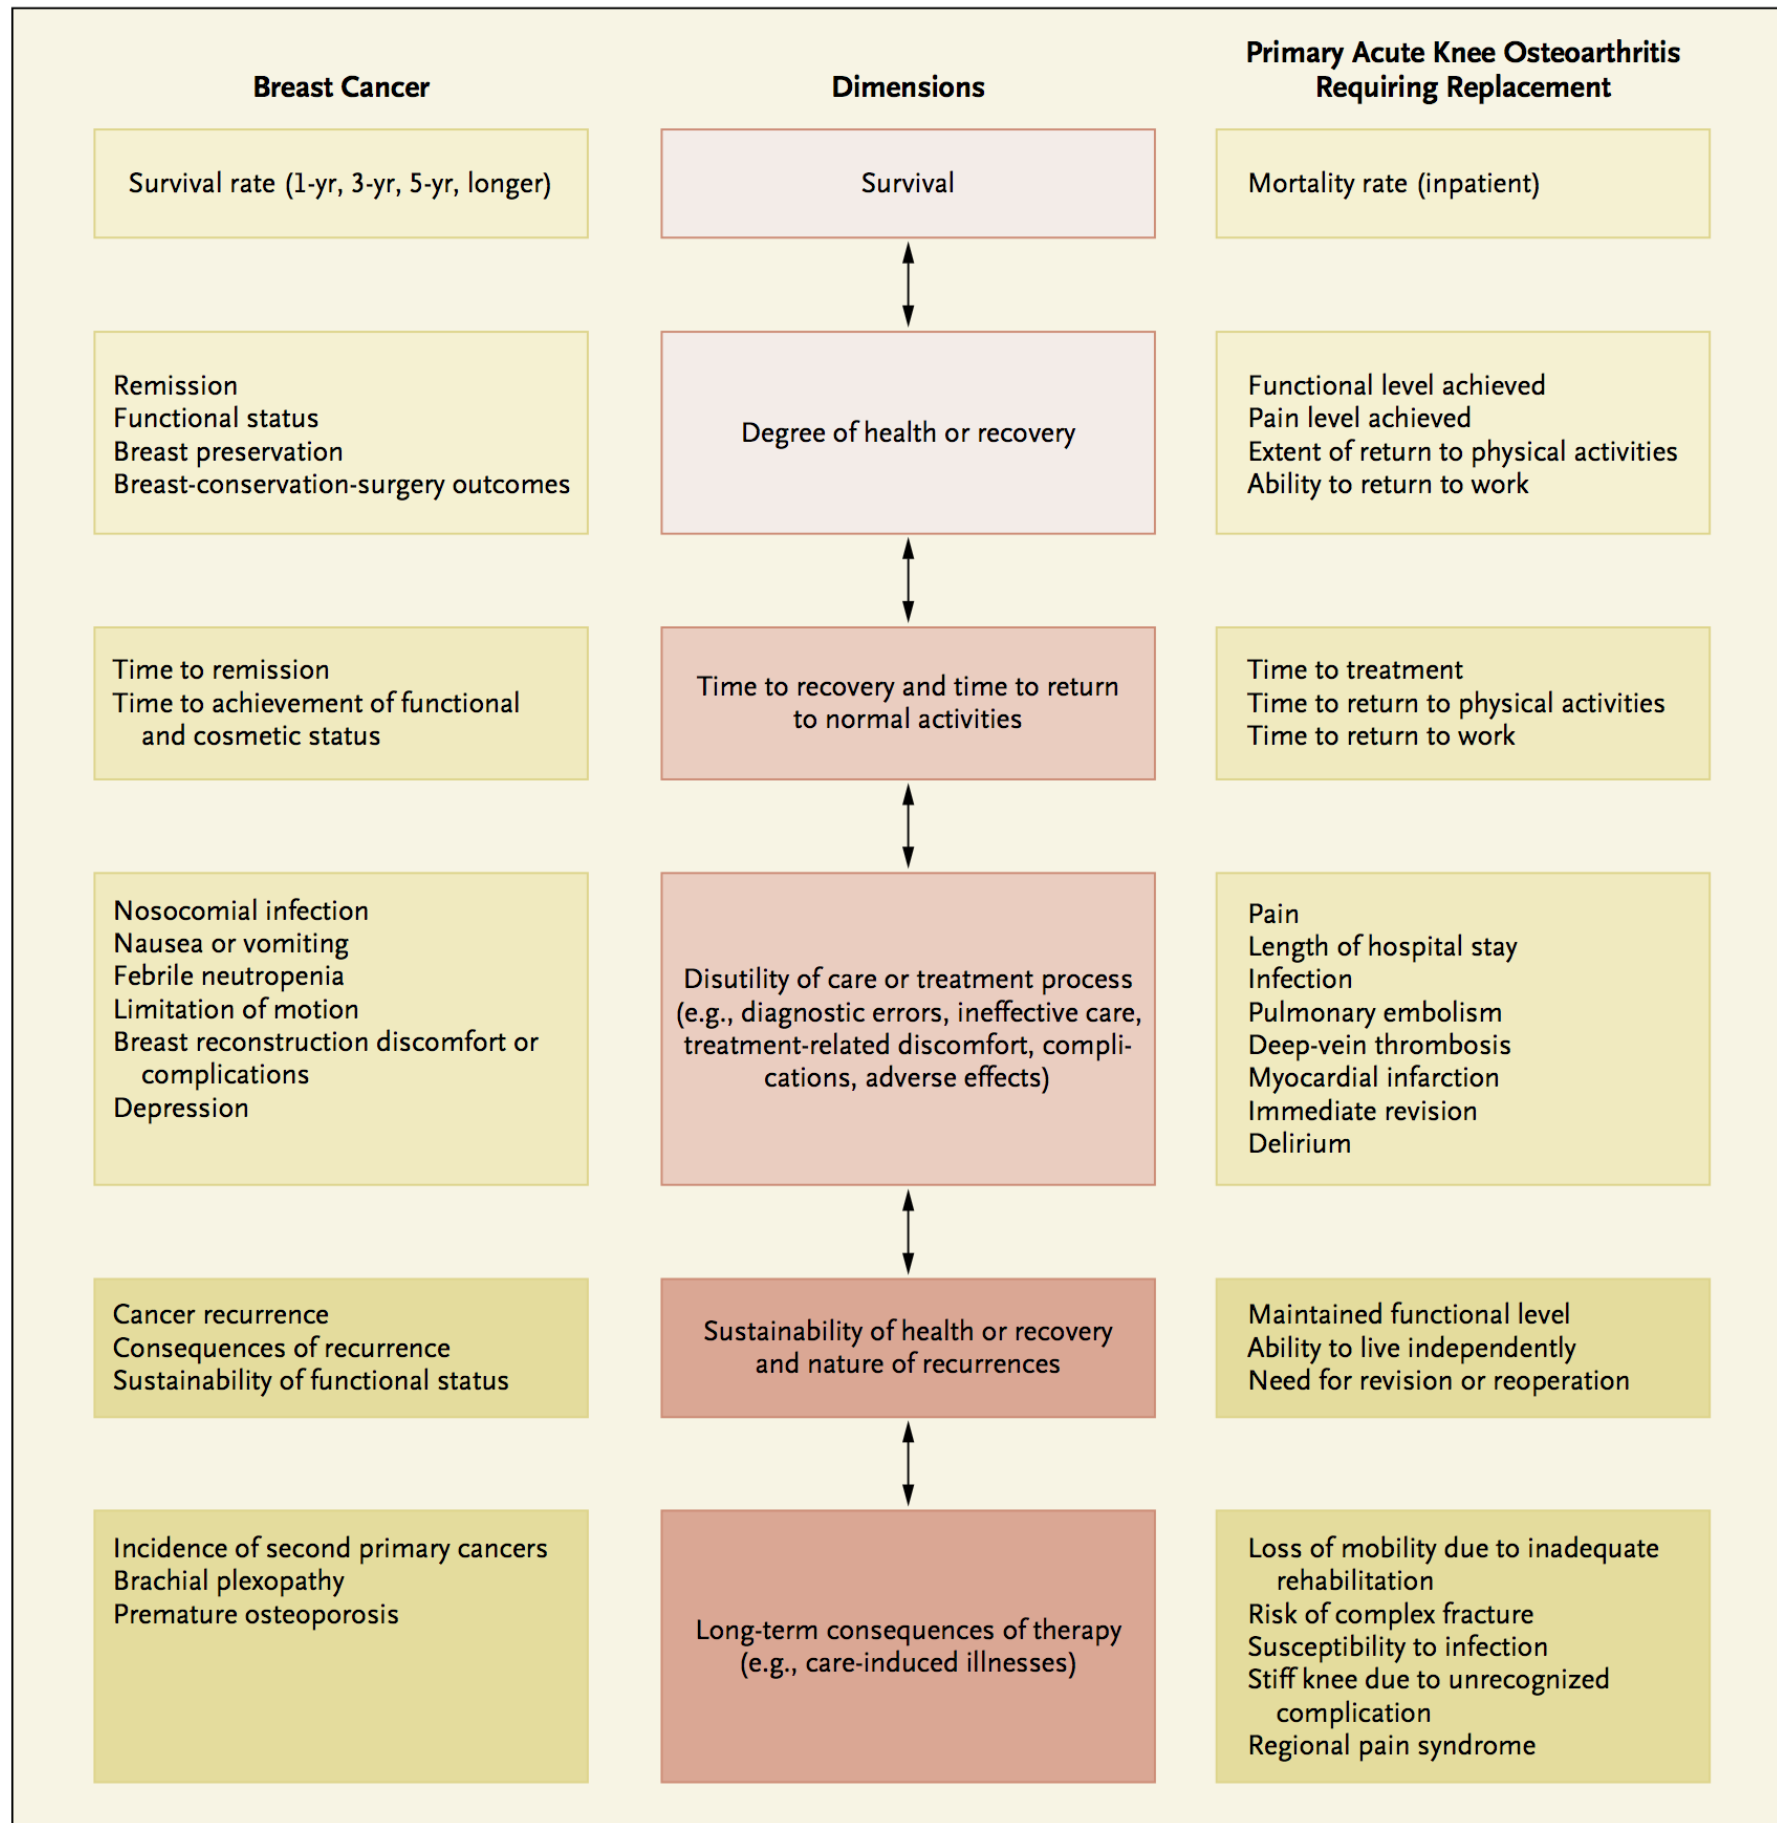 Breast Cancer
Dimensions
Primary Acute Knee Osteoarthritis
Requiring Replacement
Survival rate (1-yr, 3-yr, 5-yr, longer)
Survival
Mortality rate (inpatient)
Remission
Functional status
Breast preservation
Breast-conservation-surgery outcomes
Degree of health or recovery
Functional level achieved
Pain level achieved
Extent of return to physical activities
Ability to return to work
Time to remission
Time to achievement of functional
and cosmetic status
Time to recovery and time to return
to normal activities
Time to treatment
Time to return to physical activities
Time to return to work
Nosocomial infection
Nausea or vomiting
Febrile neutropenia
Limitation of motion
Breast reconstruction discomfort or
complications
Depression
Disutility of care or treatment process
(e.g., diagnostic errors, ineffective care,
treatment-related discomfort, compli-
cations, adverse effects)
Pain
Length of hospital stay
Infection
Pulmonary embolism
Deep-vein thrombosis
Myocardial infarction
Immediate revision
Delirium
Cancer recurrence
Consequences of recurrence
Sustainability of functional status
Sustainability of health or recovery
and nature of recurrences
Maintained functional level
Ability to live independently
Need for revision or reoperation
Incidence of second primary cancers
Brachial plexopathy
Premature osteoporosis
Long-term consequences of therapy
(e.g., care-induced illnesses)
Loss of mobility due to inadequate
rehabilitation
Risk of complex fracture
Susceptibility to infection
Stiff knee due to unrecognized
complication
Regional pain syndrome